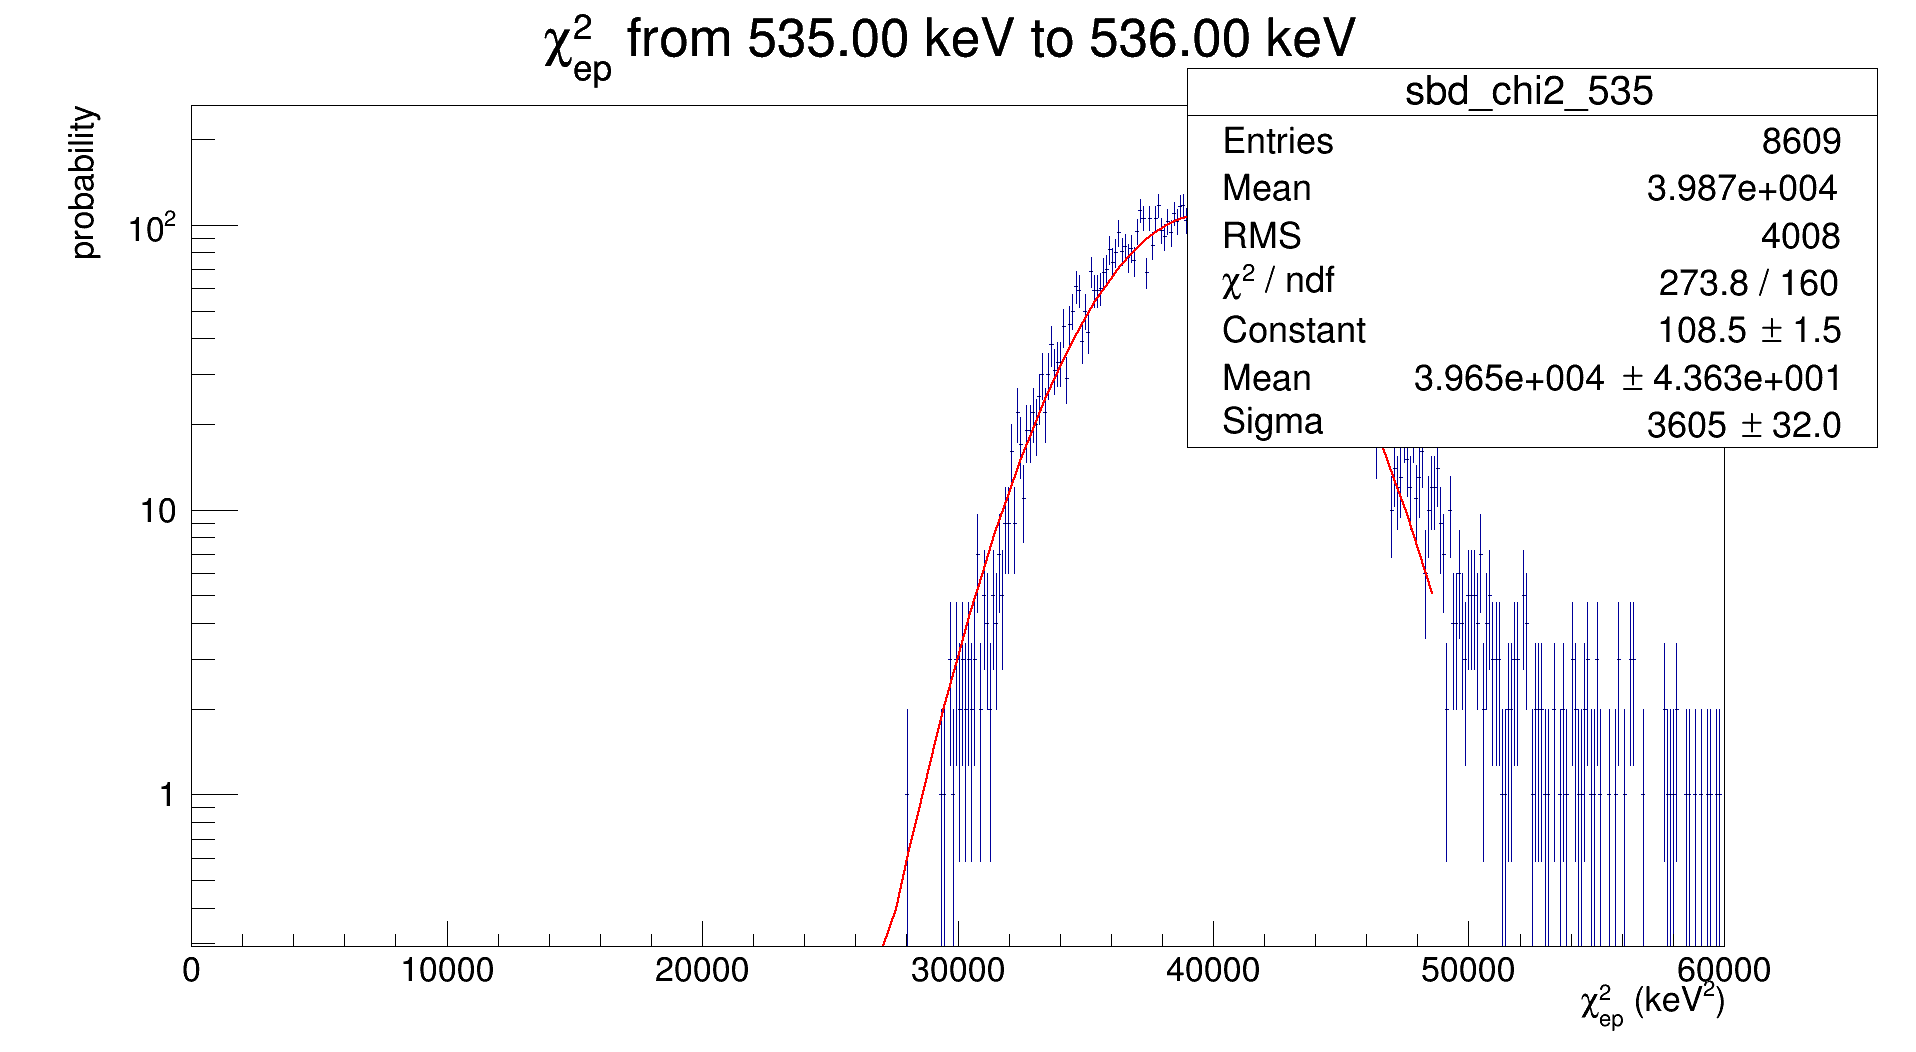 χ²ep from 535.00 keV to 536.00 keV
sbd_chi2_535
Entries 8609
Mean 3.987e+004
RMS 4008
χ² / ndf 273.8 / 160
Constant 108.5 ± 1.5
Mean 3.965e+004 ± 4.363e+001
Sigma 3605 ± 32.0
probability
10²
10
1
0 10000 20000 30000 40000 50000 60000
χ²ep (keV²)